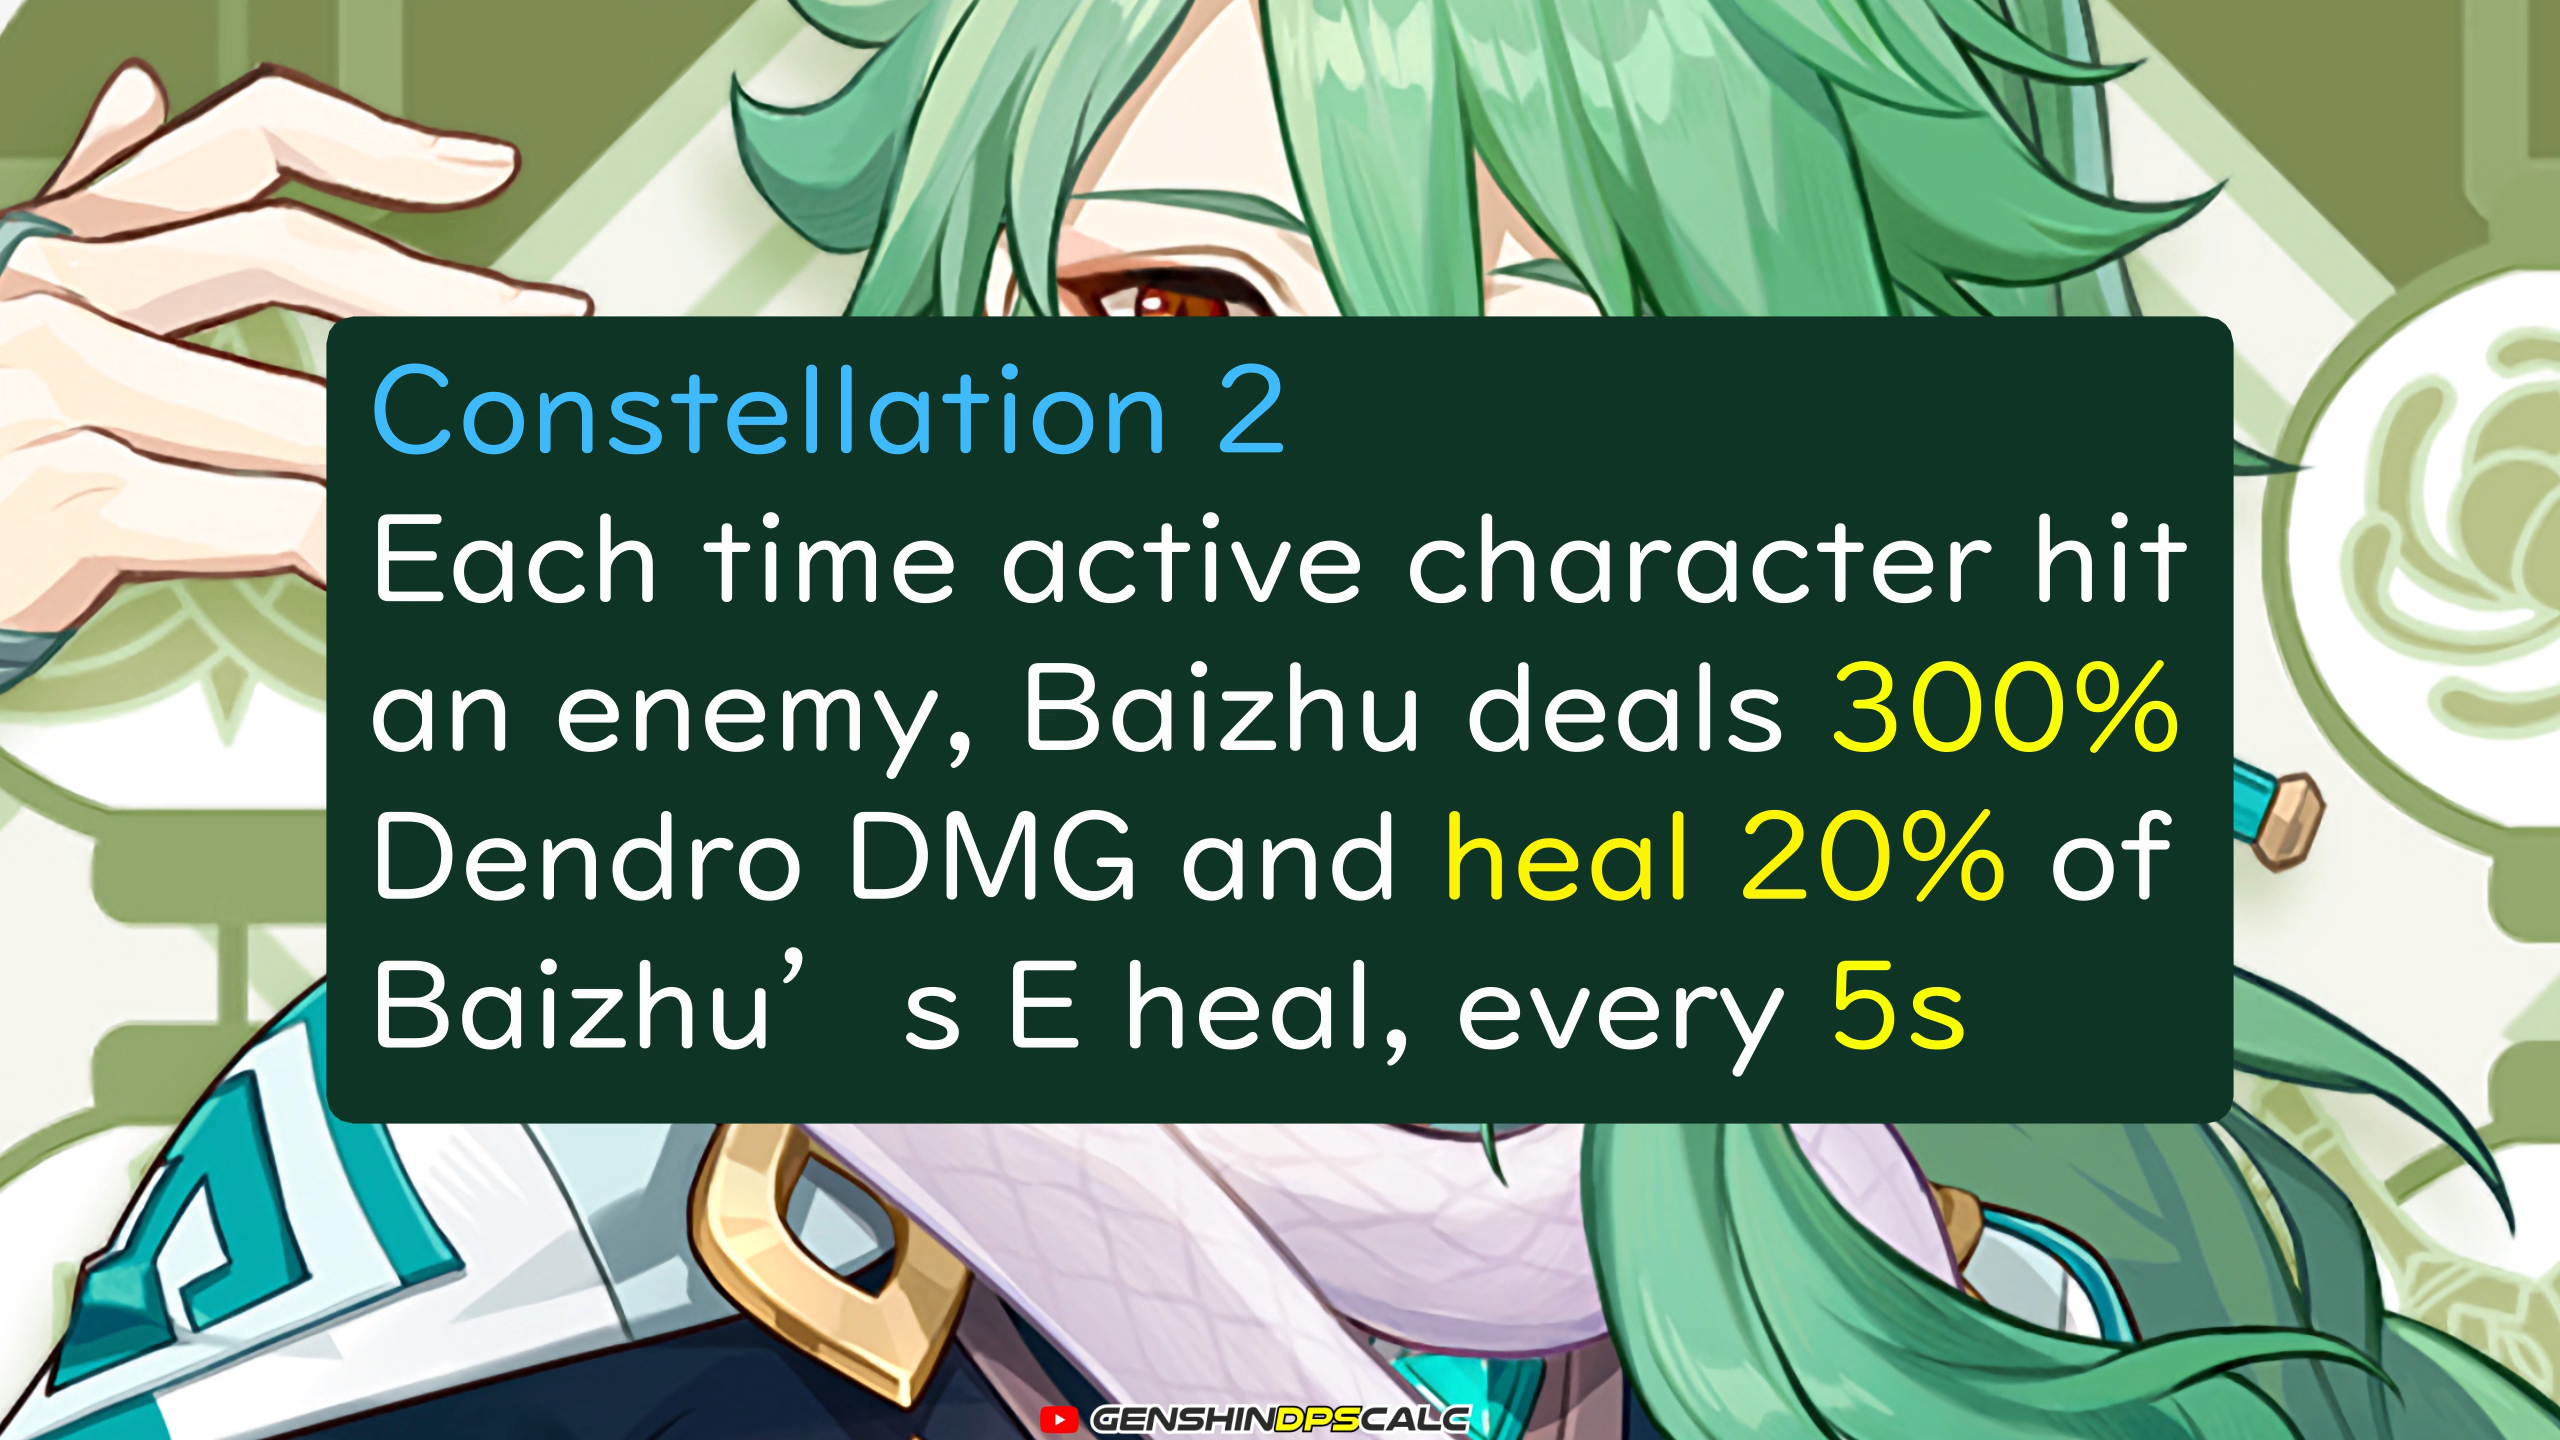 Constellation 2
Each time active character hit
an enemy, Baizhu deals 300%
Dendro DMG and heal 20% of
Baizhu’s E heal, every 5s
GENSHINDPSCALC